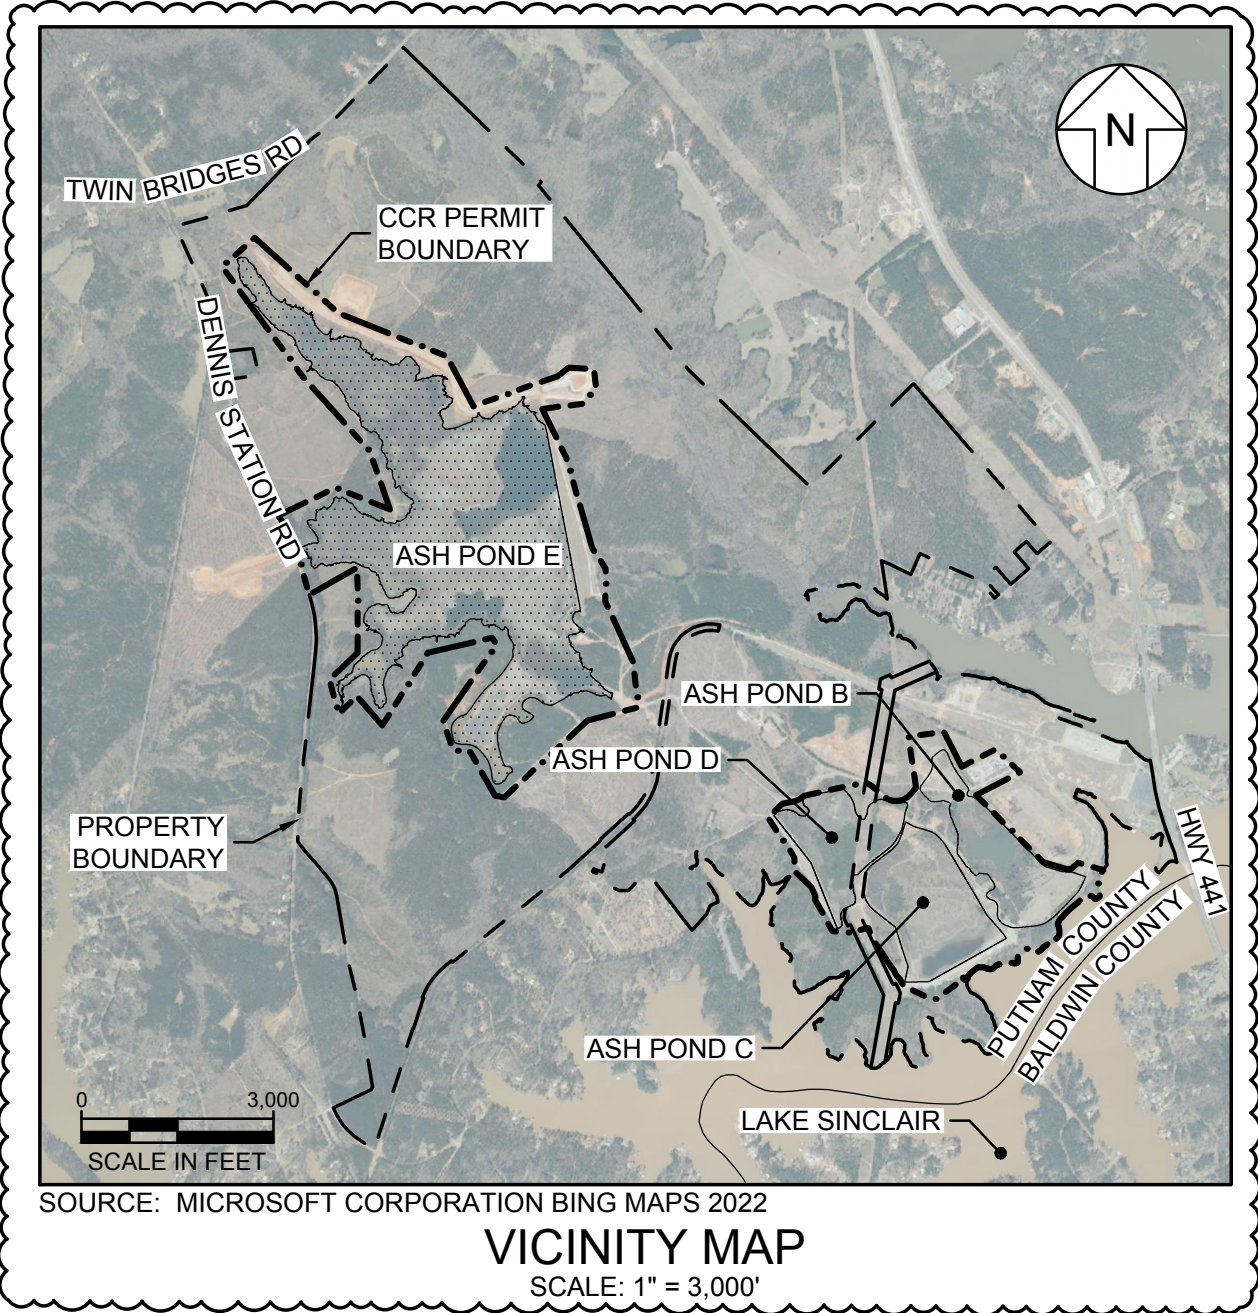 N
TWIN BRIDGES RD
CCR PERMIT
BOUNDARY
DENNIS STATION RD
ASH POND E
ASH POND B
ASH POND D
PROPERTY
BOUNDARY
HWY 441
PUTNAM COUNTY
BALDWIN COUNTY
ASH POND C
0 3,000
SCALE IN FEET
LAKE SINCLAIR
SOURCE: MICROSOFT CORPORATION BING MAPS 2022
VICINITY MAP
SCALE: 1" = 3,000'